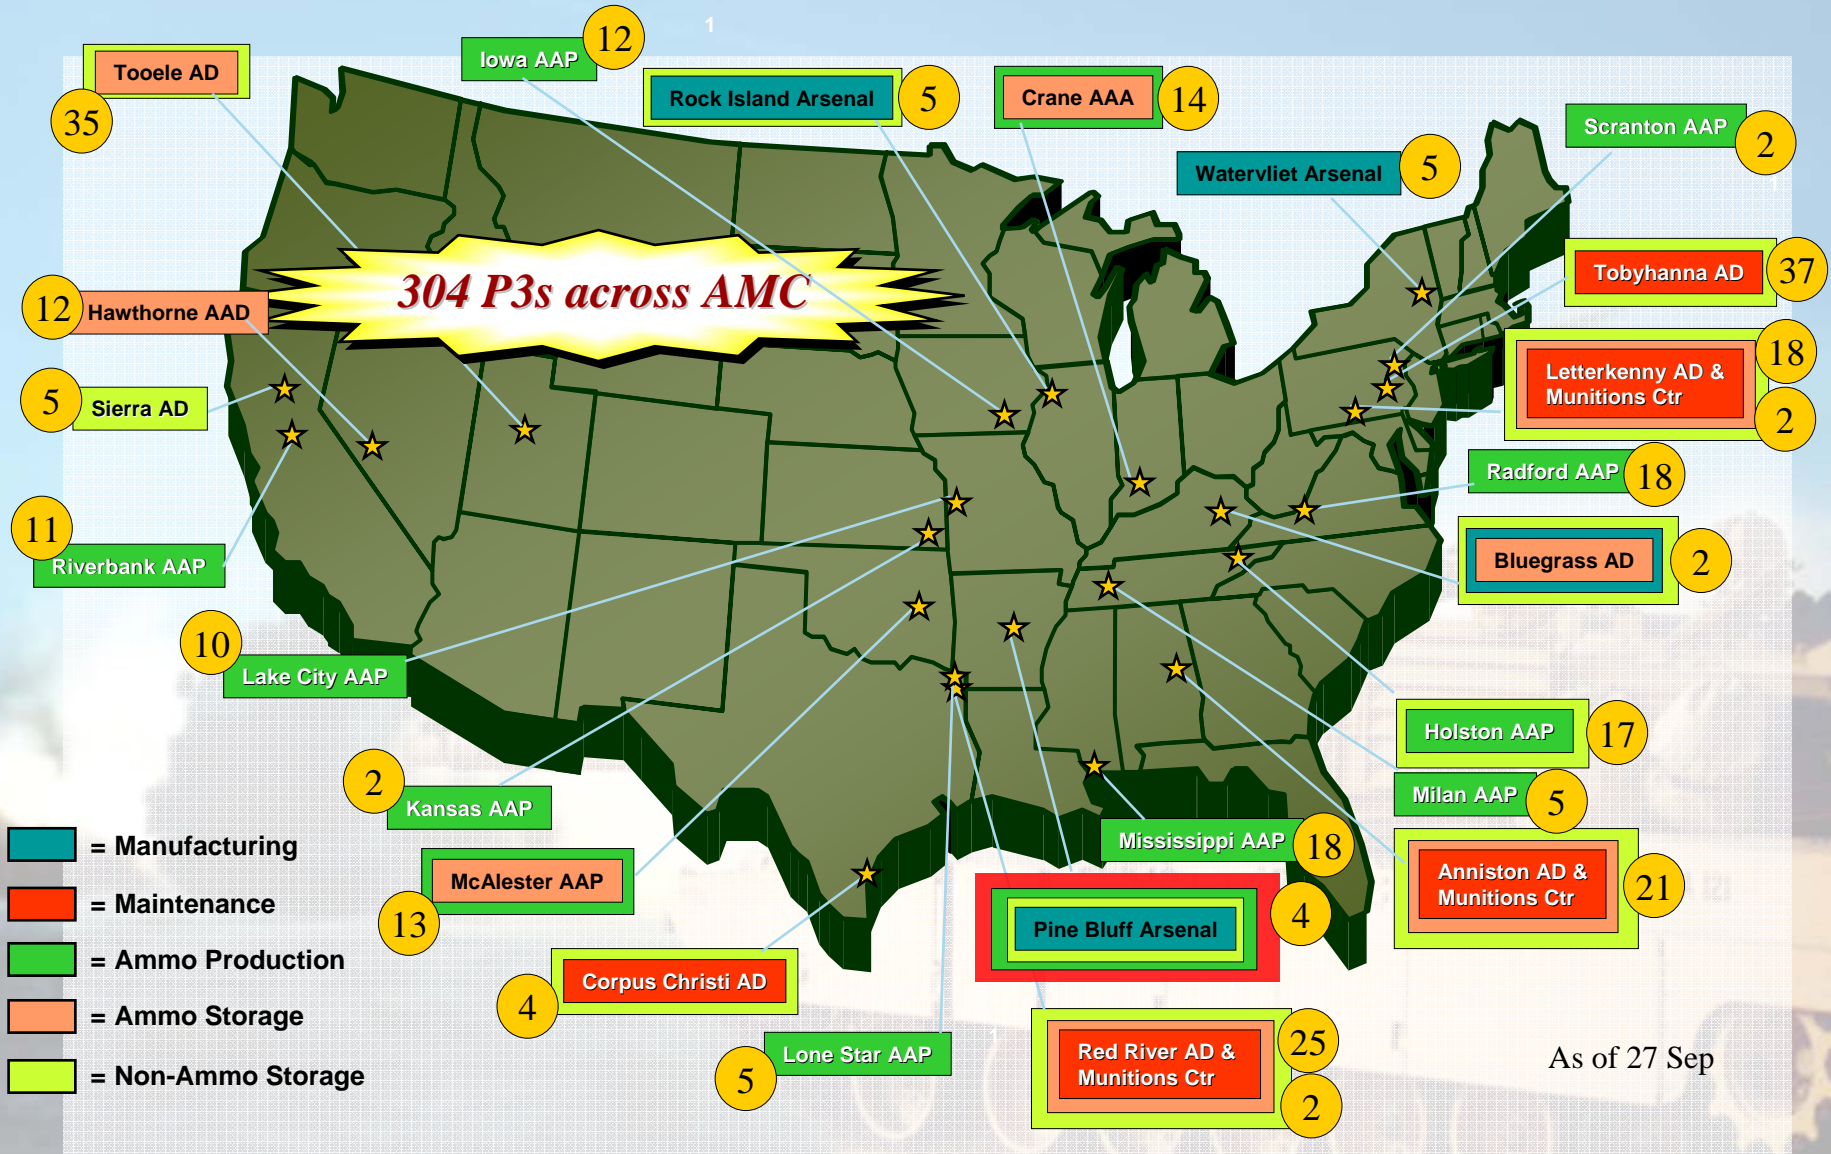 1
Tooele AD
35
Iowa AAP
12
Rock Island Arsenal
5
Crane AAA
14
Scranton AAP
2
Watervliet Arsenal
5
1
304 P3s across AMC
Tobyhanna AD
37
12
Hawthorne AAD
Letterkenny AD &
Munitions Ctr
18
2
5
Sierra AD
Radford AAP
18
11
Riverbank AAP
Bluegrass AD
2
10
Lake City AAP
Holston AAP
17
2
Kansas AAP
Milan AAP
5
Mississippi AAP
18
= Manufacturing
= Maintenance
= Ammo Production
= Ammo Storage
= Non-Ammo Storage
McAlester AAP
13
Anniston AD &
Munitions Ctr
21
Pine Bluff Arsenal
4
Corpus Christi AD
4
Lone Star AAP
5
1
Red River AD &
Munitions Ctr
25
2
As of 27 Sep